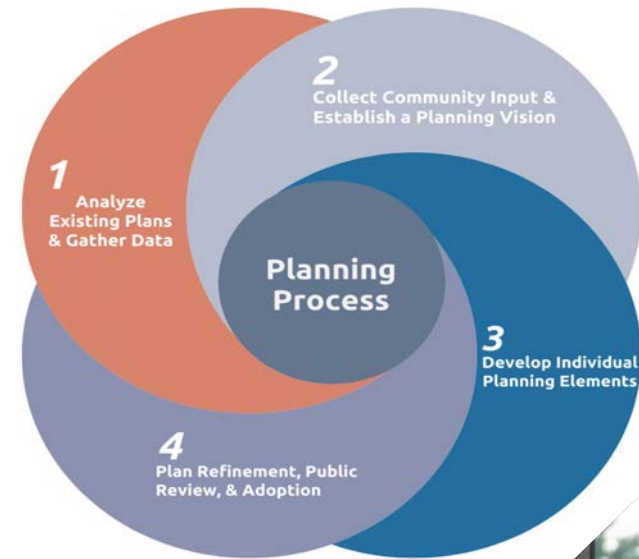 1
Analyze
Existing Plans
& Gather Data
2
Collect Community Input &
Establish a Planning Vision
Planning
Process
3
Develop Individual
Planning Elements
4
Plan Refinement, Public
Review, & Adoption